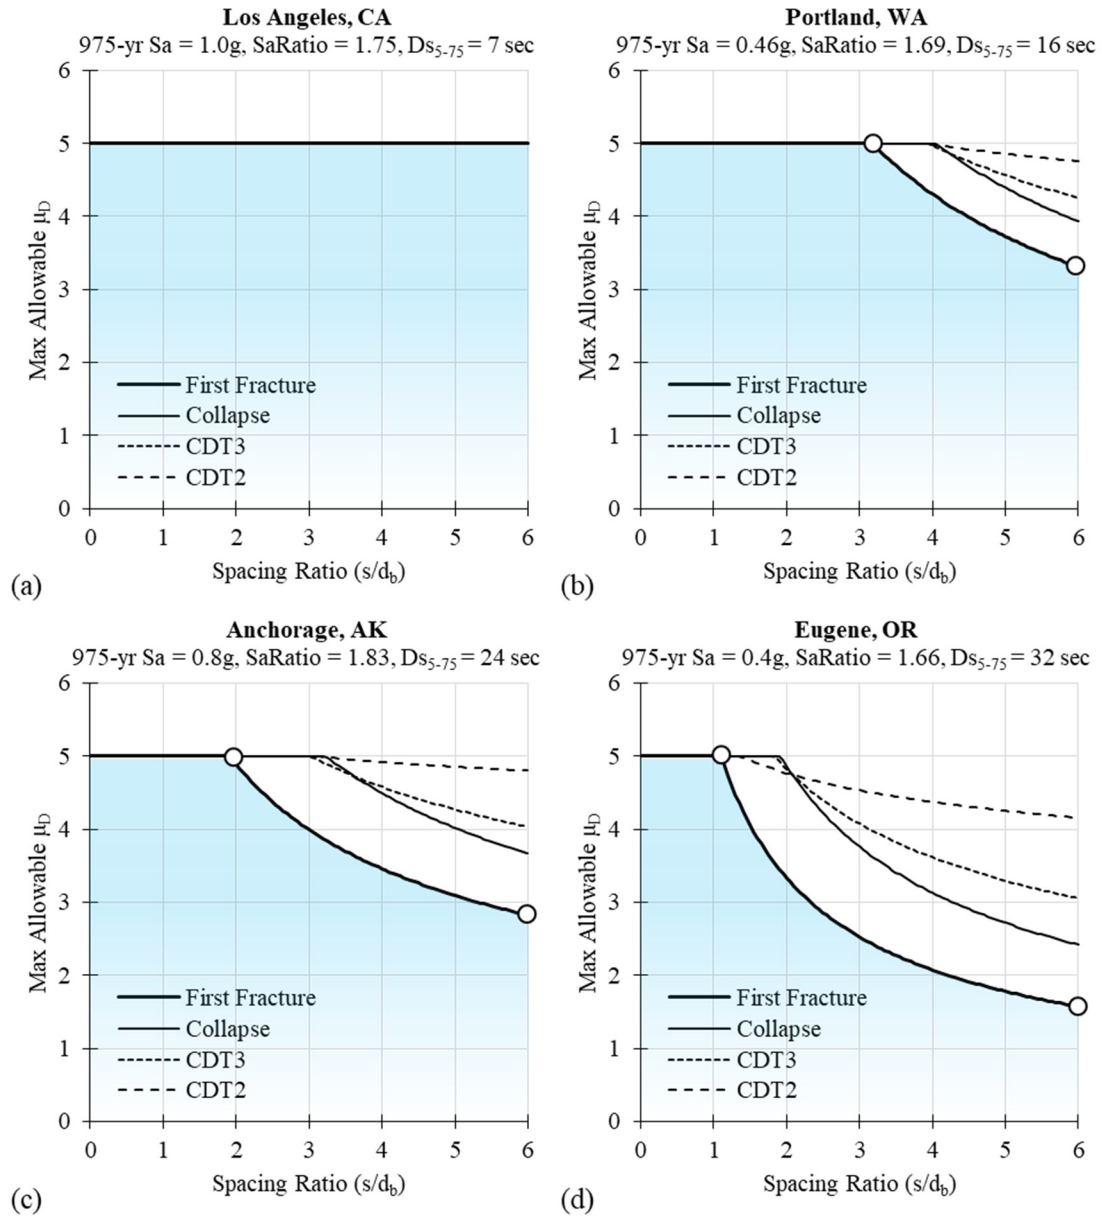 Los Angeles, CA
975-yr Sa = 1.0g, SaRatio = 1.75, Ds5-75 = 7 sec
6
5
4
3
2
1
0
Max Allowable μD
First Fracture
Collapse
CDT3
CDT2
0 1 2 3 4 5 6
Spacing Ratio (s/db)
(a)
Portland, WA
975-yr Sa = 0.46g, SaRatio = 1.69, Ds5-75 = 16 sec
6
5
4
3
2
1
0
Max Allowable μD
First Fracture
Collapse
CDT3
CDT2
0 1 2 3 4 5 6
Spacing Ratio (s/db)
(b)
Anchorage, AK
975-yr Sa = 0.8g, SaRatio = 1.83, Ds5-75 = 24 sec
6
5
4
3
2
1
0
Max Allowable μD
First Fracture
Collapse
CDT3
CDT2
0 1 2 3 4 5 6
Spacing Ratio (s/db)
(c)
Eugene, OR
975-yr Sa = 0.4g, SaRatio = 1.66, Ds5-75 = 32 sec
6
5
4
3
2
1
0
Max Allowable μD
First Fracture
Collapse
CDT3
CDT2
0 1 2 3 4 5 6
Spacing Ratio (s/db)
(d)